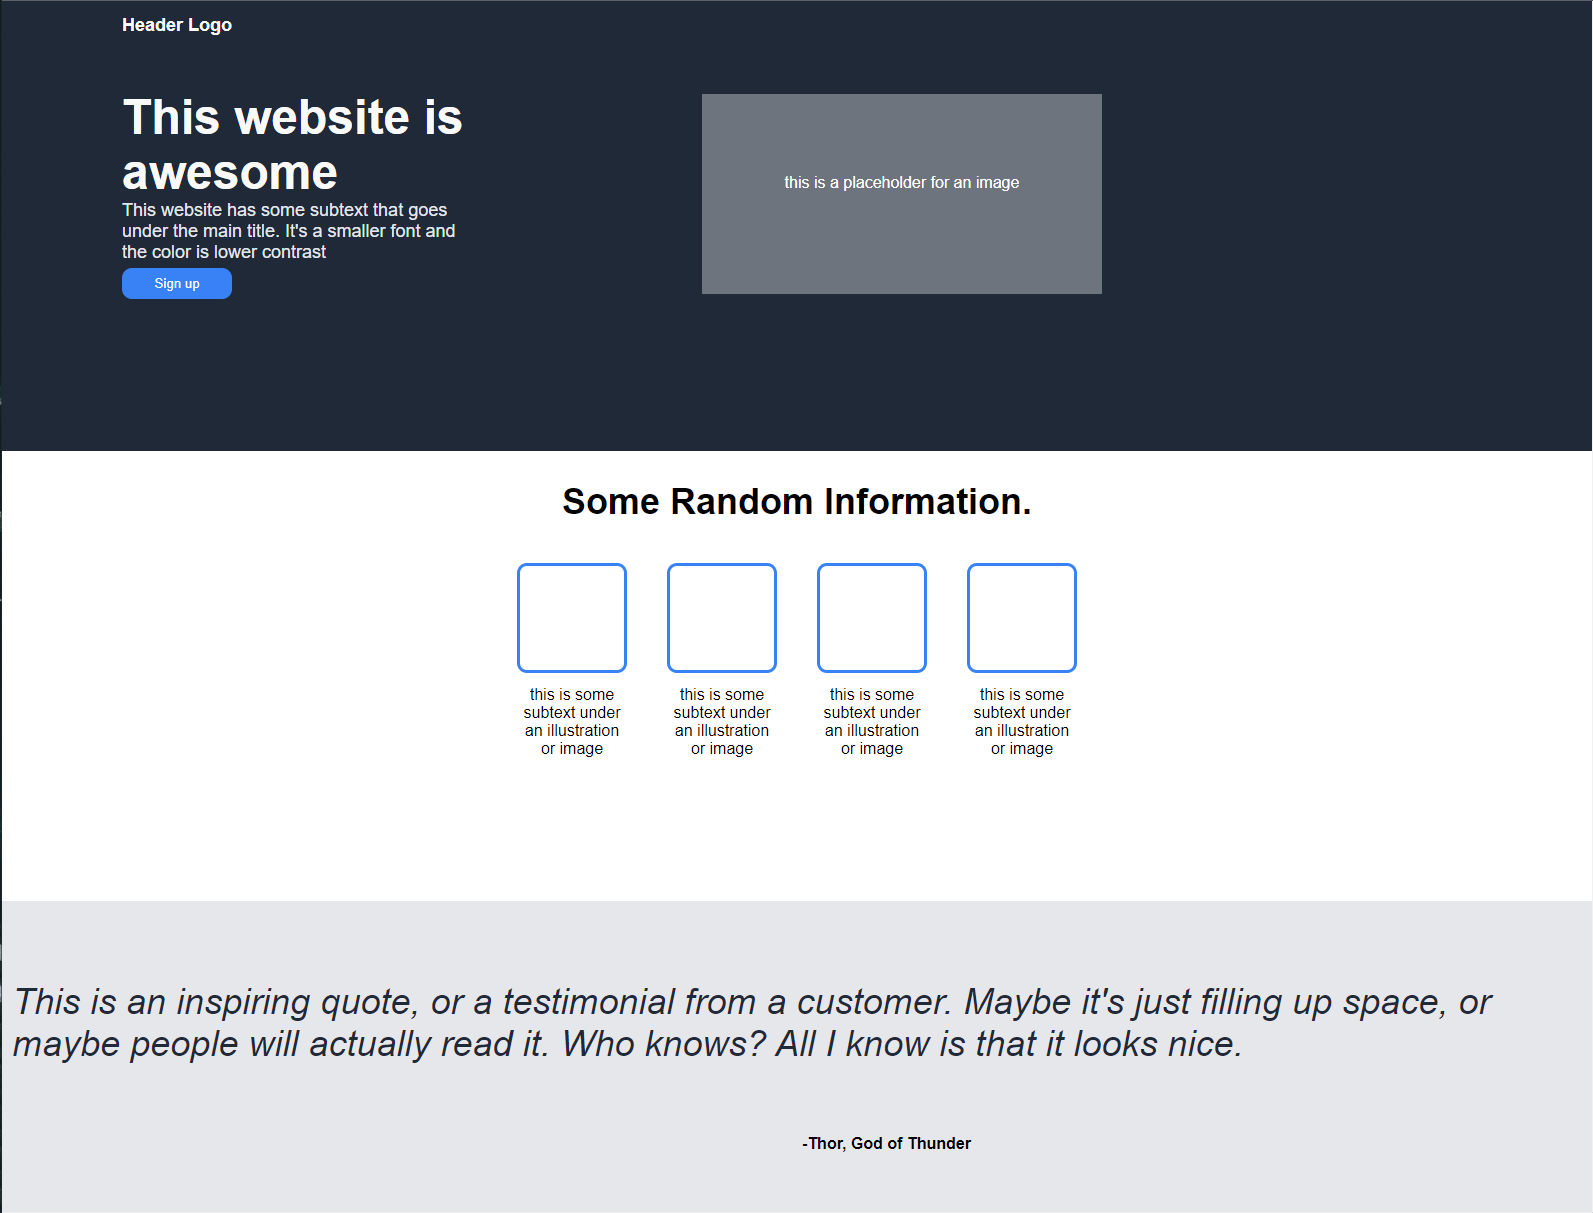 Header Logo
This website is
awesome
This website has some subtext that goes
under the main title. It's a smaller font and
the color is lower contrast
Sign up
this is a placeholder for an image
Some Random Information.
this is some
subtext under
an illustration
or image
this is some
subtext under
an illustration
or image
this is some
subtext under
an illustration
or image
this is some
subtext under
an illustration
or image
This is an inspiring quote, or a testimonial from a customer. Maybe it's just filling up space, or
maybe people will actually read it. Who knows? All I know is that it looks nice.
-Thor, God of Thunder